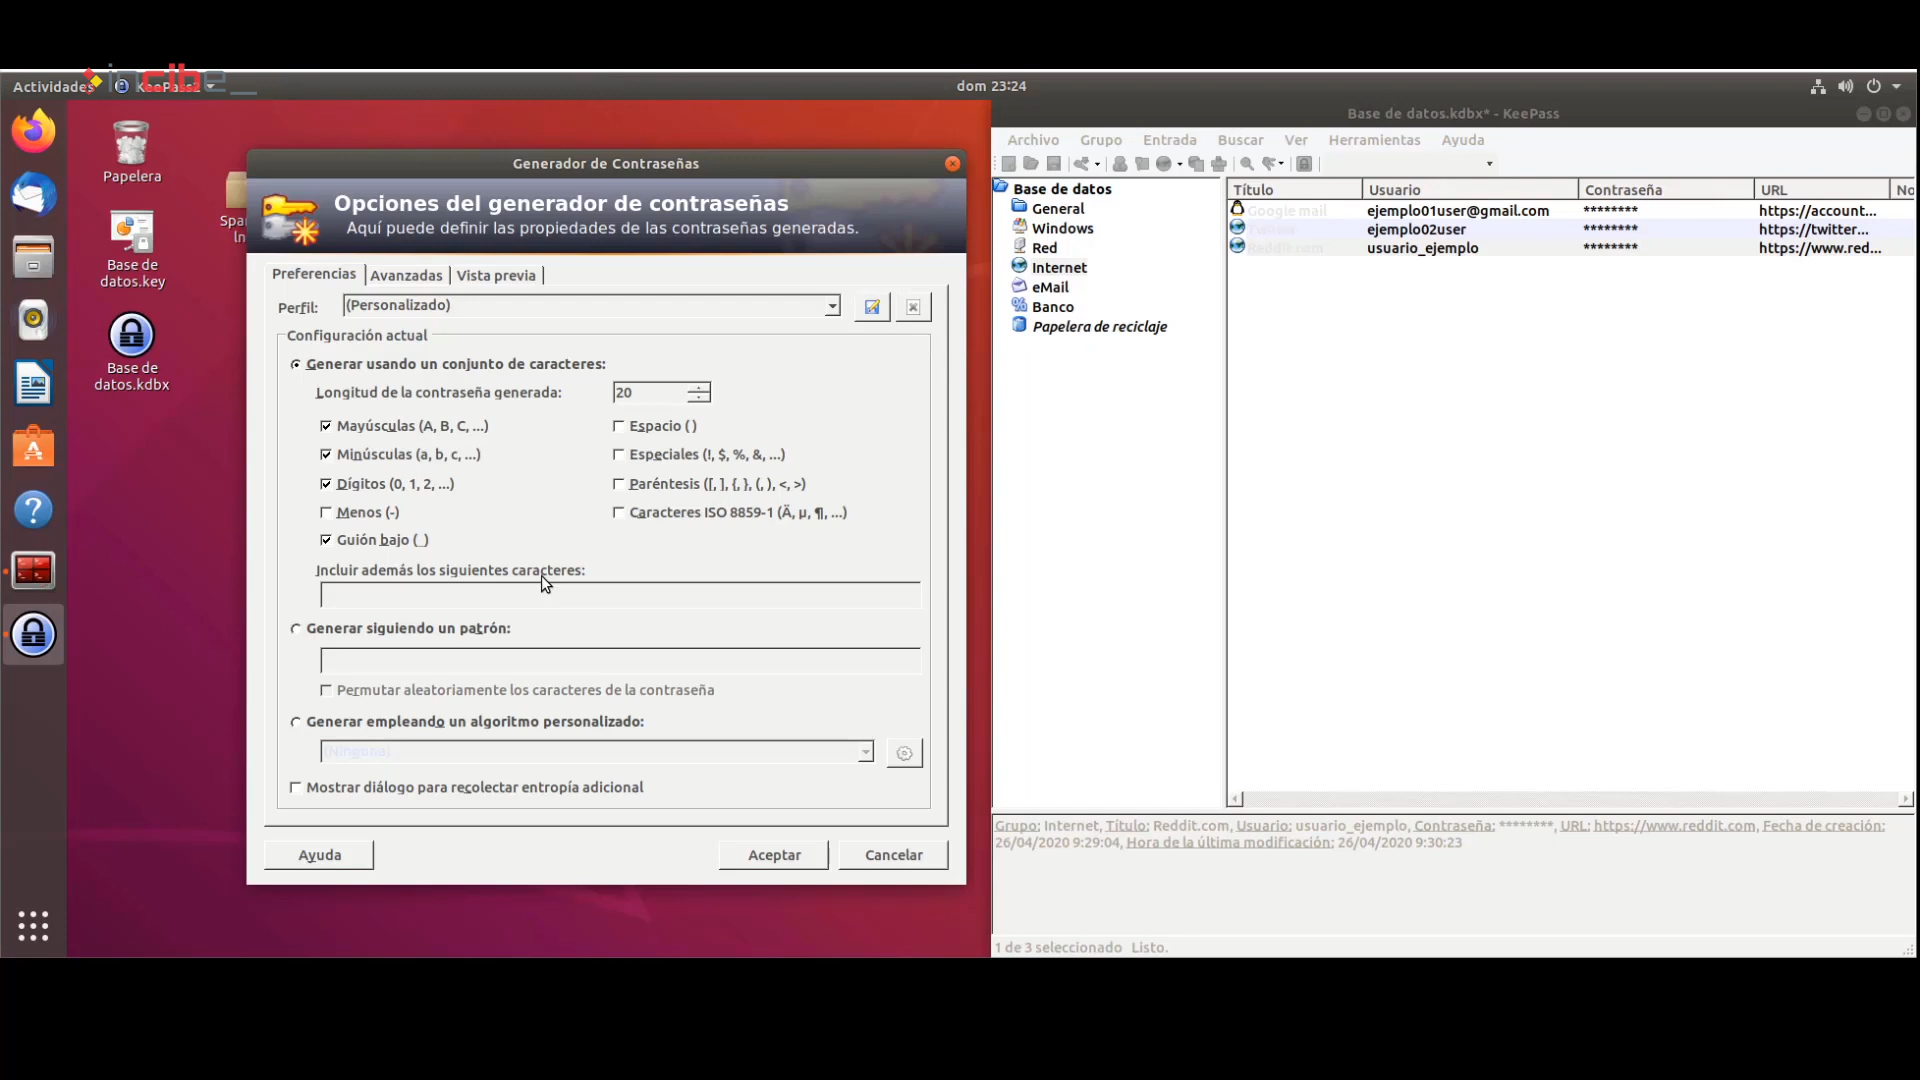 Actividades
incibe_
KeePass2
dom 23:24
Papelera
Base de
datos.key
Base de
datos.kdbx
Generador de Contraseñas
Opciones del generador de contraseñas
Aquí puede definir las propiedades de las contraseñas generadas.
Preferencias
Avanzadas
Vista previa
Perfil:
(Personalizado)
Configuración actual
Generar usando un conjunto de caracteres:
Longitud de la contraseña generada:
20
Mayúsculas (A, B, C, ...)
Espacio ( )
Minúsculas (a, b, c, ...)
Especiales (!, $, %, &, ...)
Dígitos (0, 1, 2, ...)
Paréntesis ([, ], {, }, (, ), <, >)
Menos (-)
Caracteres ISO 8859-1 (Ä, µ, ¶, ...)
Guión bajo (_)
Incluir además los siguientes caracteres:
Generar siguiendo un patrón:
Permutar aleatoriamente los caracteres de la contraseña
Generar empleando un algoritmo personalizado:
(Ninguna)
Mostrar diálogo para recolectar entropía adicional
Ayuda
Aceptar
Cancelar
Base de datos.kdbx* - KeePass
Archivo Grupo Entrada Buscar Ver Herramientas Ayuda
Base de datos
General
Windows
Red
Internet
eMail
Banco
Papelera de reciclaje
Título Usuario Contraseña URL No
Google mail ejemplo01user@gmail.com ******** https://account...
ejemplo02user ******** https://twitter...
Reddit.com usuario_ejemplo ******** https://www.red...
Grupo: Internet, Título: Reddit.com, Usuario: usuario_ejemplo, Contraseña: ********, URL: https://www.reddit.com, Fecha de creación:
26/04/2020 9:29:04, Hora de la última modificación: 26/04/2020 9:30:23
1 de 3 seleccionado Listo.